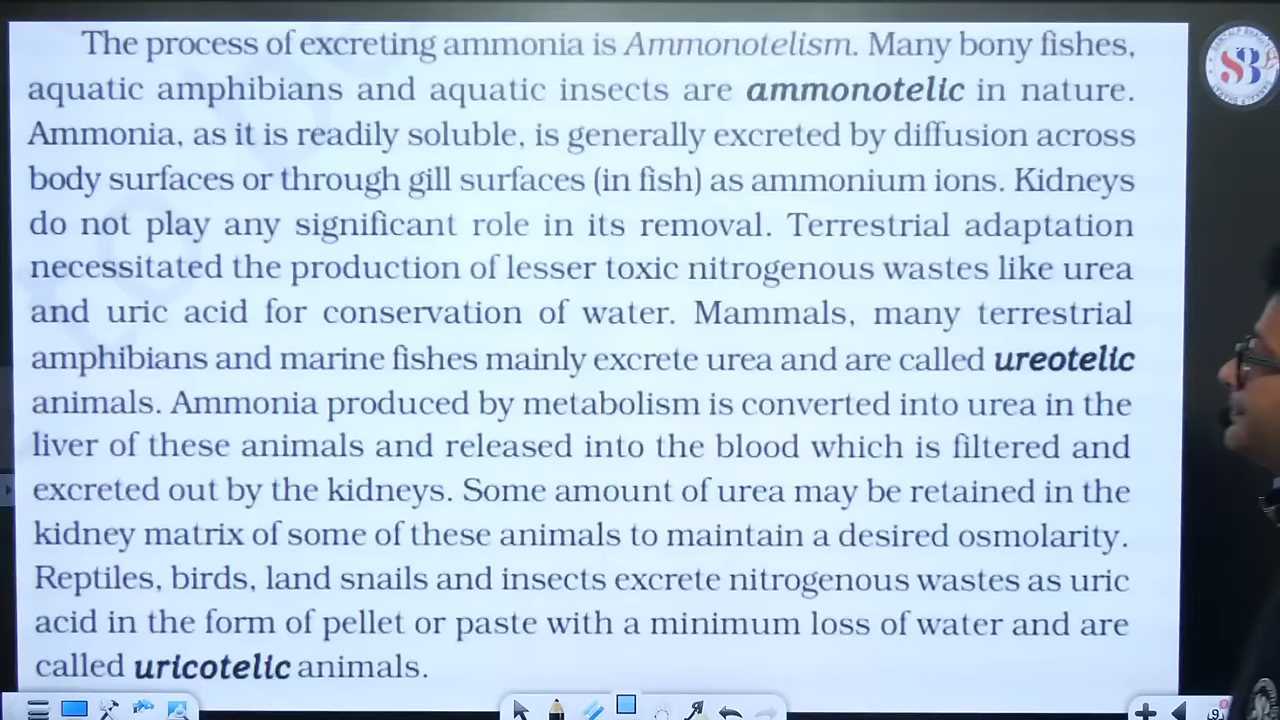 The process of excreting ammonia is Ammonotelism. Many bony fishes,
aquatic amphibians and aquatic insects are ammonotelic in nature.
Ammonia, as it is readily soluble, is generally excreted by diffusion across
body surfaces or through gill surfaces (in fish) as ammonium ions. Kidneys
do not play any significant role in its removal. Terrestrial adaptation
necessitated the production of lesser toxic nitrogenous wastes like urea
and uric acid for conservation of water. Mammals, many terrestrial
amphibians and marine fishes mainly excrete urea and are called ureotelic
animals. Ammonia produced by metabolism is converted into urea in the
liver of these animals and released into the blood which is filtered and
excreted out by the kidneys. Some amount of urea may be retained in the
kidney matrix of some of these animals to maintain a desired osmolarity.
Reptiles, birds, land snails and insects excrete nitrogenous wastes as uric
acid in the form of pellet or paste with a minimum loss of water and are
called uricotelic animals.
SB